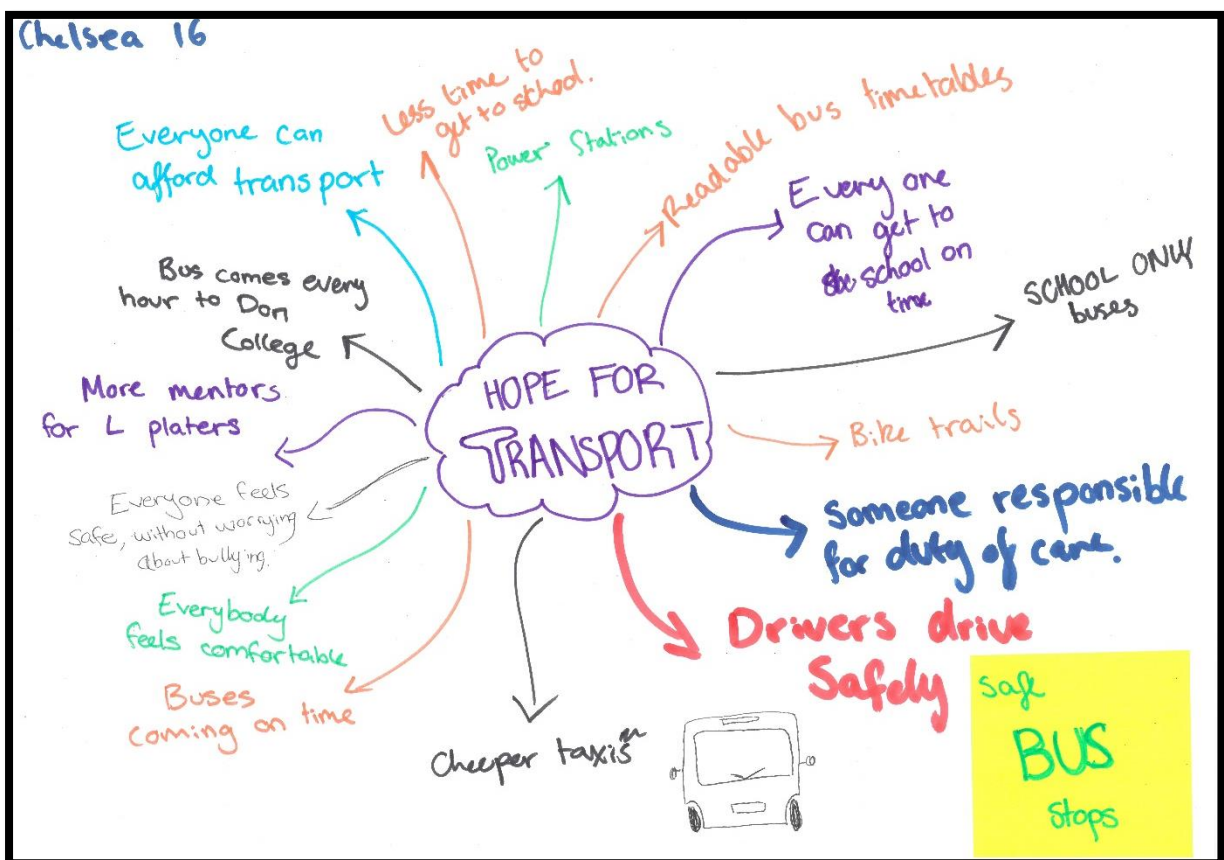 Chelsea 16
Less time to
get to school.
Everyone can
afford transport
Power Stations
Readable bus timetables
Every one
can get to
school on
time
Bus comes every
hour to Don
College
SCHOOL ONLY
buses
HOPE FOR
TRANSPORT
More mentors
for L platers
Bike trails
Everyone feels
safe, without worrying
about bullying.
Someone responsible
for duty of care.
Everybody
feels comfortable
Drivers drive
Safely
Buses
coming on time
Cheeper taxis
Safe
BUS
Stops